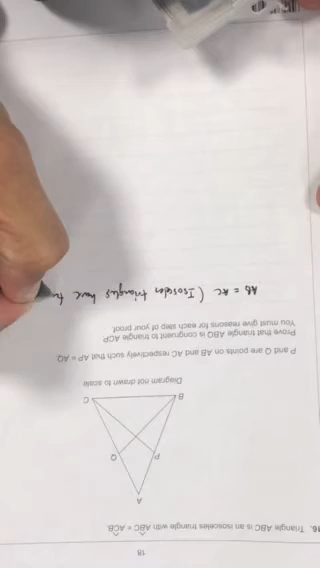 18
16. Triangle ABC is an isosceles triangle with AB̂C = AĈB.
A
P
Q
B
C
Diagram not drawn to scale
P and Q are points on AB and AC respectively such that AP = AQ
Prove that triangle ABQ is congruent to triangle ACP.
You must give reasons for each step of your proof.
AB = AC (Isosceles triangles have